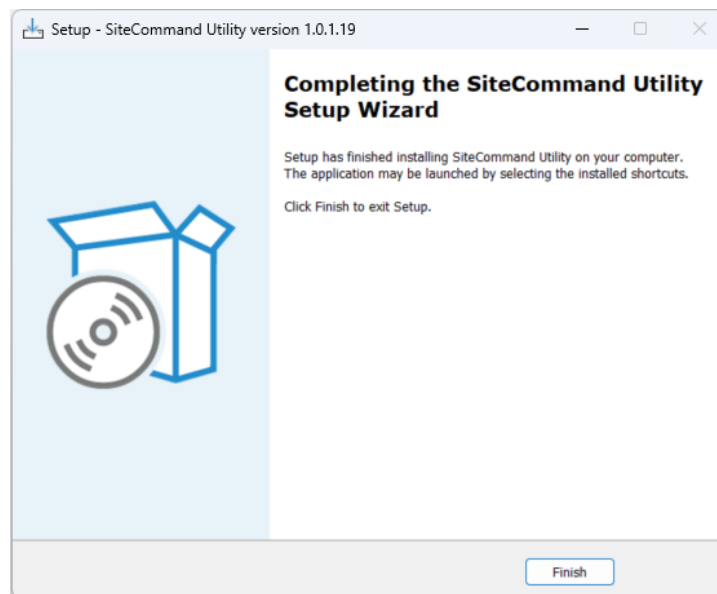 Setup - SiteCommand Utility version 1.0.1.19
Completing the SiteCommand Utility
Setup Wizard
Setup has finished installing SiteCommand Utility on your computer.
The application may be launched by selecting the installed shortcuts.
Click Finish to exit Setup.
Finish